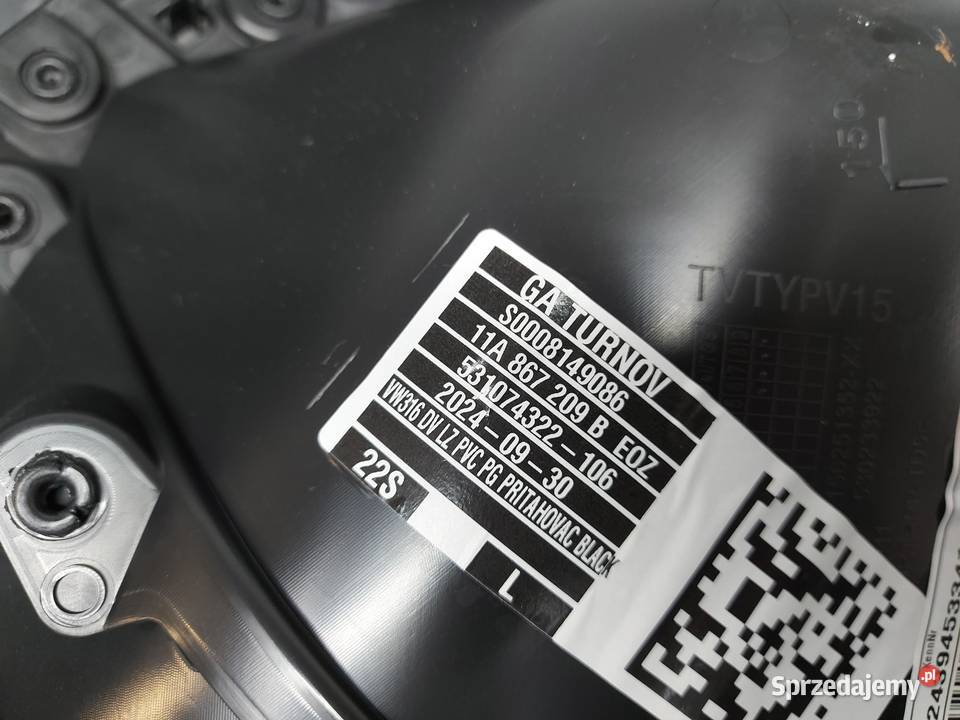 150
L
TVTYPV15
GA TURNOV
S0008149086
11A 867 209 B EOZ
531074322-106
2024-09-30
VW316 DV LZ PVC PG PRITAHOVAC BLACK
22S
L
Sprzedajemy.pl